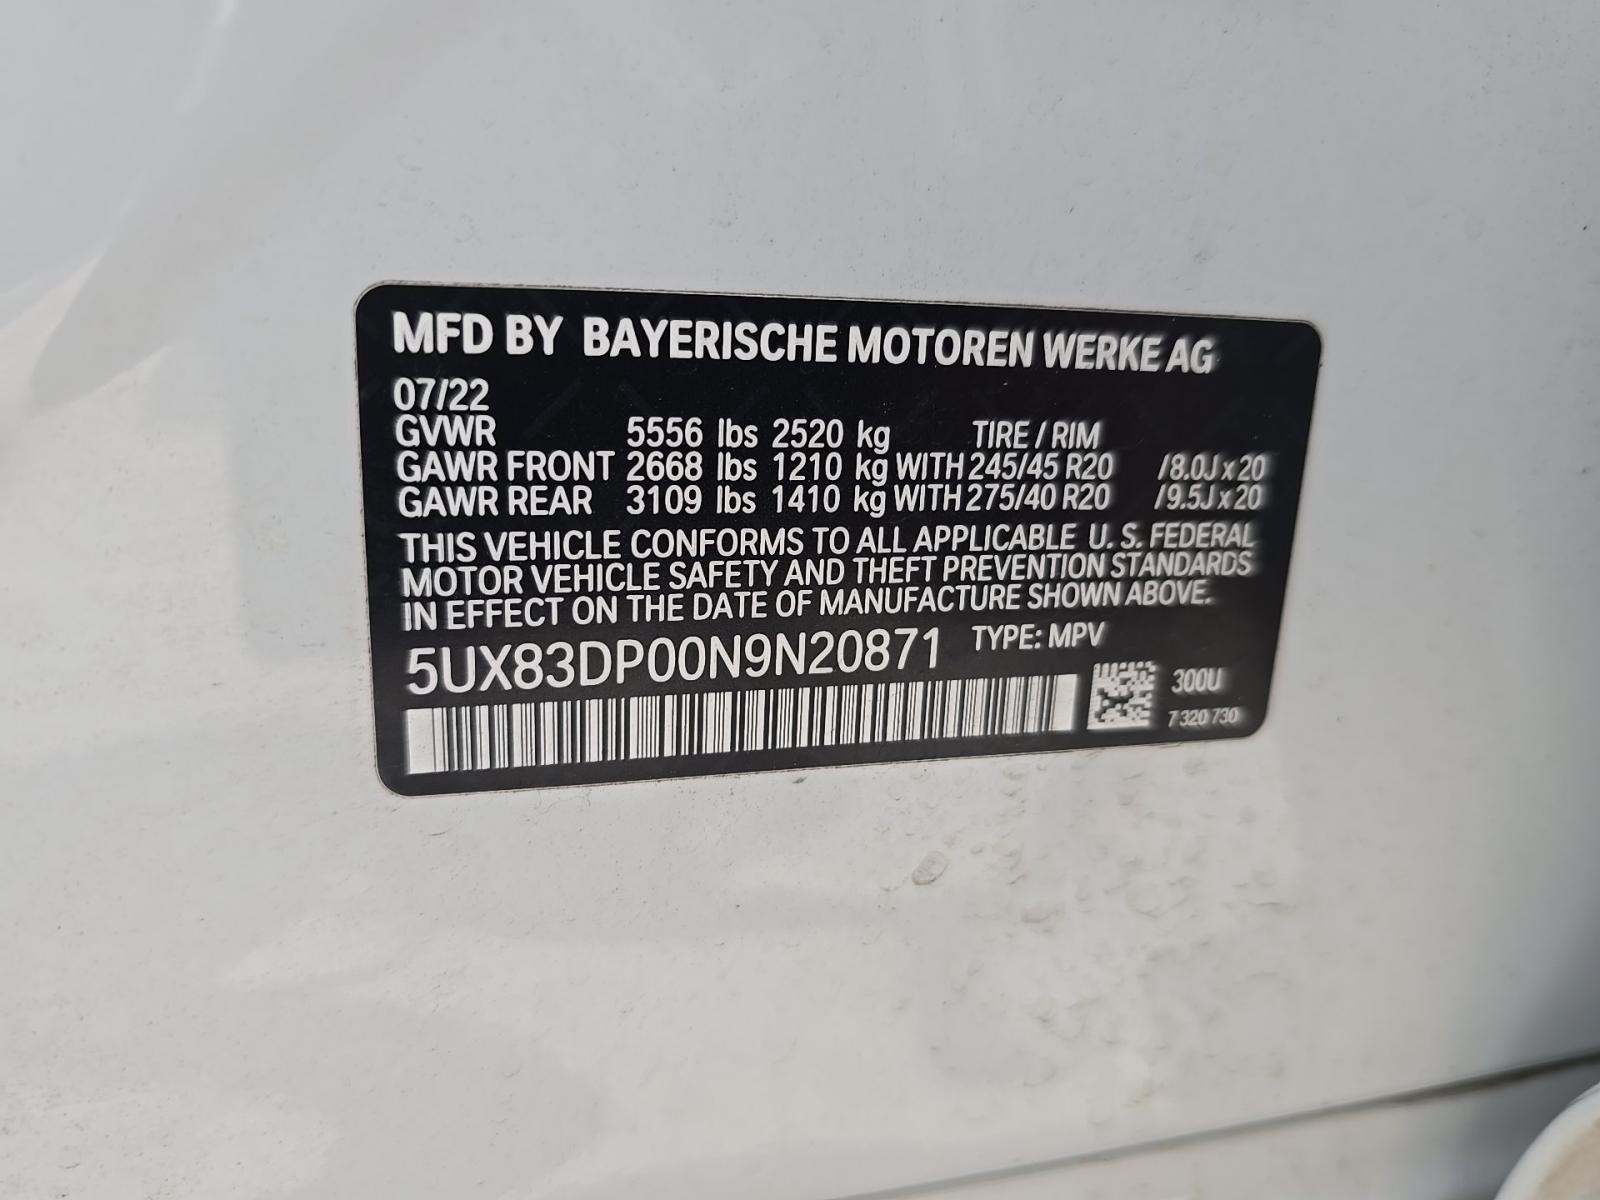 MFD BY BAYERISCHE MOTOREN WERKE AG
07/22
GVWR 5556 lbs 2520 kg TIRE / RIM
GAWR FRONT 2668 lbs 1210 kg WITH 245/45 R20 /8.0J x 20
GAWR REAR 3109 lbs 1410 kg WITH 275/40 R20 /9.5J x 20
THIS VEHICLE CONFORMS TO ALL APPLICABLE U. S. FEDERAL
MOTOR VEHICLE SAFETY AND THEFT PREVENTION STANDARDS
IN EFFECT ON THE DATE OF MANUFACTURE SHOWN ABOVE.
5UX83DP00N9N20871 TYPE: MPV
300U
7 320 730